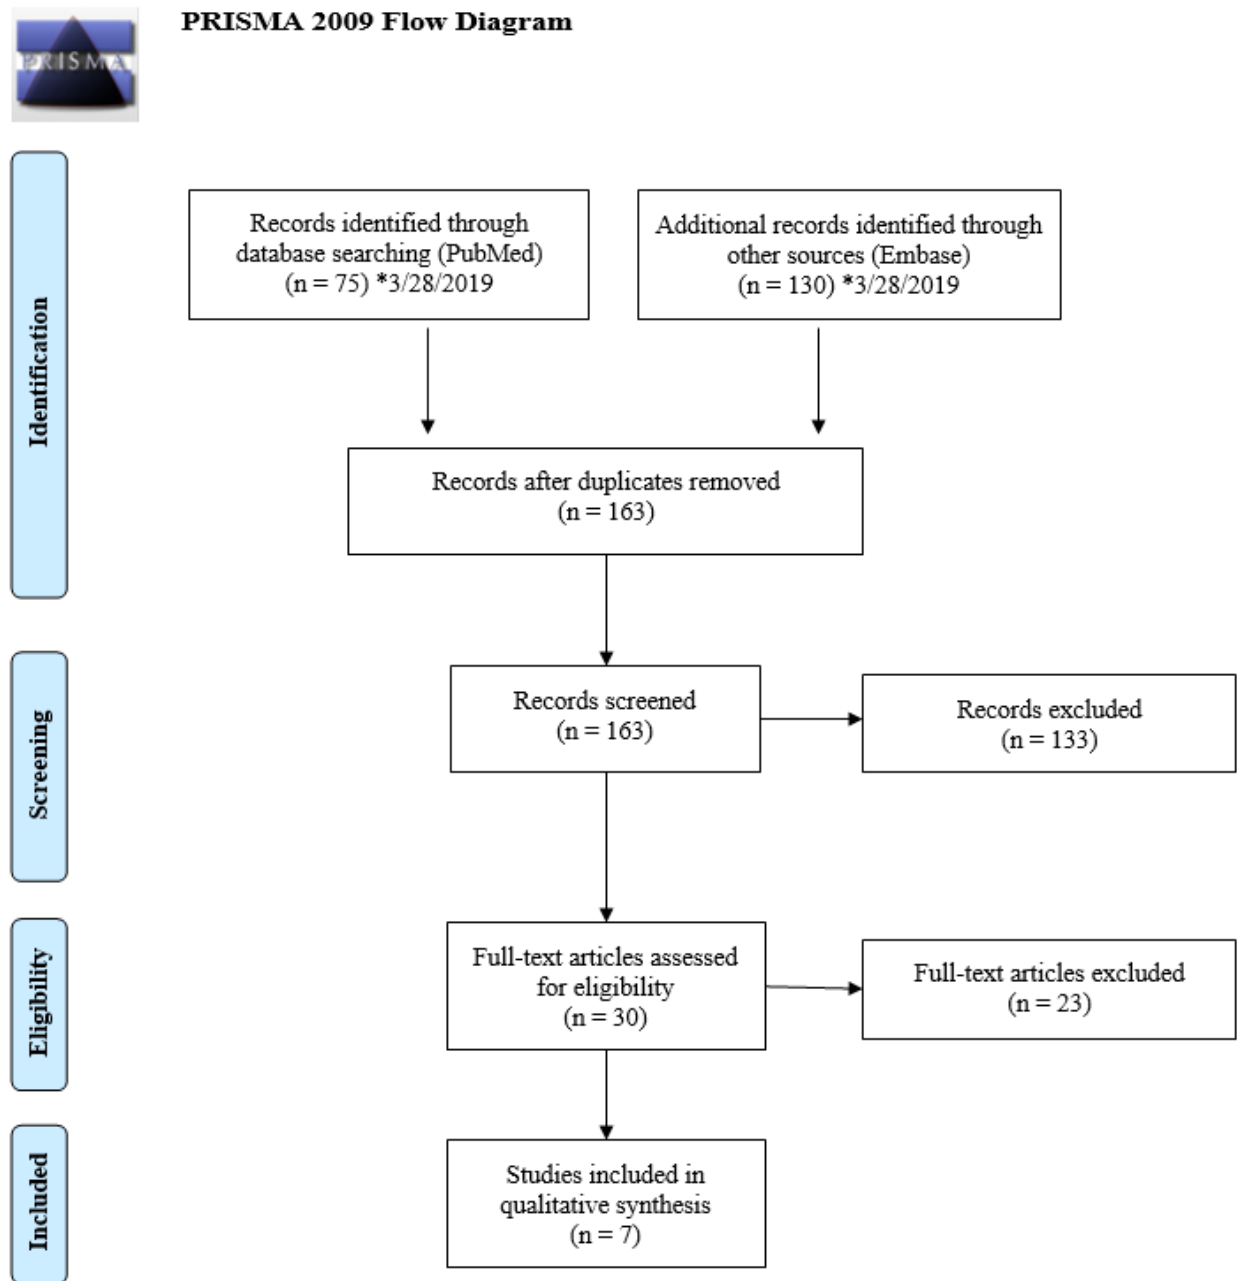 PRISMA 2009 Flow Diagram
PRISMA
Identification
Records identified through
database searching (PubMed)
(n = 75) *3/28/2019
Additional records identified through
other sources (Embase)
(n = 130) *3/28/2019
Records after duplicates removed
(n = 163)
Screening
Records screened
(n = 163)
Records excluded
(n = 133)
Eligibility
Full-text articles assessed
for eligibility
(n = 30)
Full-text articles excluded
(n = 23)
Included
Studies included in
qualitative synthesis
(n = 7)